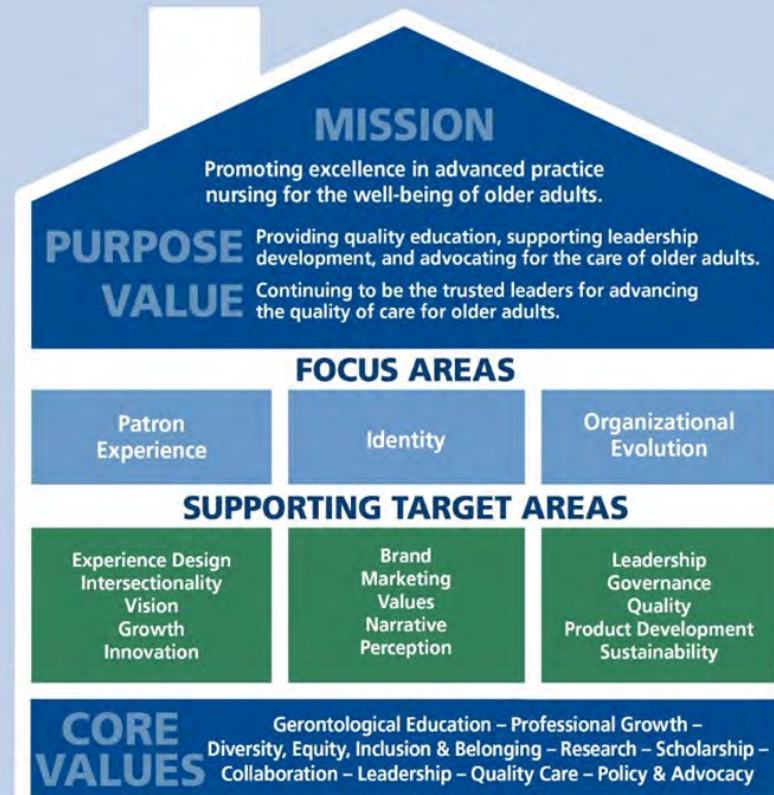 MISSION
Promoting excellence in advanced practice
nursing for the well-being of older adults.
PURPOSE
Providing quality education, supporting leadership
development, and advocating for the care of older adults.
VALUE
Continuing to be the trusted leaders for advancing
the quality of care for older adults.
FOCUS AREAS
Patron
Experience
Identity
Organizational
Evolution
SUPPORTING TARGET AREAS
Experience Design
Intersectionality
Vision
Growth
Innovation
Brand
Marketing
Values
Narrative
Perception
Leadership
Governance
Quality
Product Development
Sustainability
CORE
VALUES
Gerontological Education – Professional Growth –
Diversity, Equity, Inclusion & Belonging – Research – Scholarship –
Collaboration – Leadership – Quality Care – Policy & Advocacy